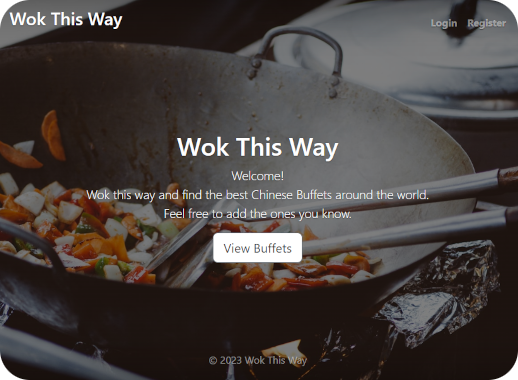 Wok This Way
Login Register
Wok This Way
Welcome!
Wok this way and find the best Chinese Buffets around the world.
Feel free to add the ones you know.
View Buffets
© 2023 Wok This Way